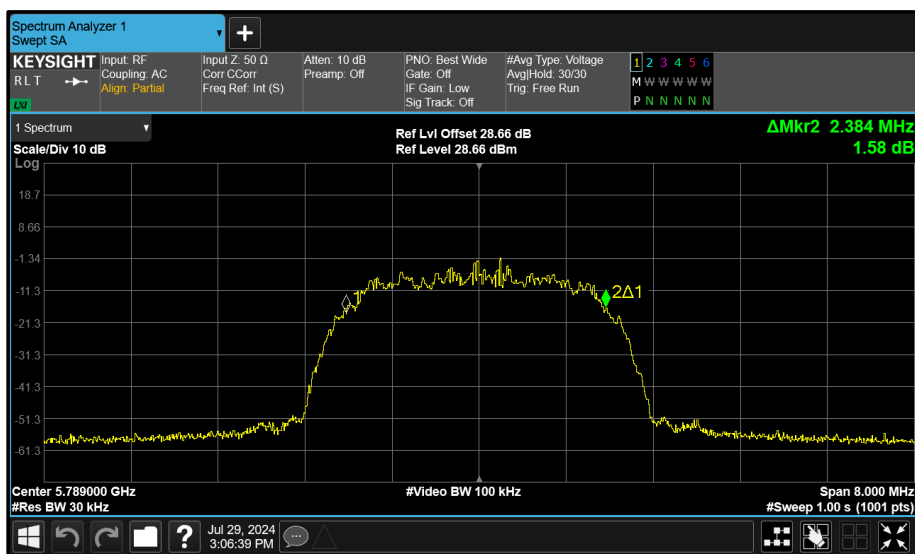 Spectrum Analyzer 1
Swept SA
+
KEYSIGHT Input: RF Input Z: 50 Ω Atten: 10 dB PNO: Best Wide #Avg Type: Voltage 1 2 3 4 5 6
R L T Coupling: AC Corr CCorr Preamp: Off Gate: Off Avg|Hold: 30/30 M W W W W W
Align: Partial Freq Ref: Int (S) IF Gain: Low Trig: Free Run
LXI Sig Track: Off P N N N N N
1 Spectrum Ref Lvl Offset 28.66 dB ΔMkr2 2.384 MHz
Scale/Div 10 dB Ref Level 28.66 dBm 1.58 dB
Log
18.7
8.66
-1.34
-11.3
1 2Δ1
-21.3
-31.3
-41.3
-51.3
-61.3
Center 5.789000 GHz #Video BW 100 kHz Span 8.000 MHz
#Res BW 30 kHz #Sweep 1.00 s (1001 pts)
? Jul 29, 2024
3:06:39 PM